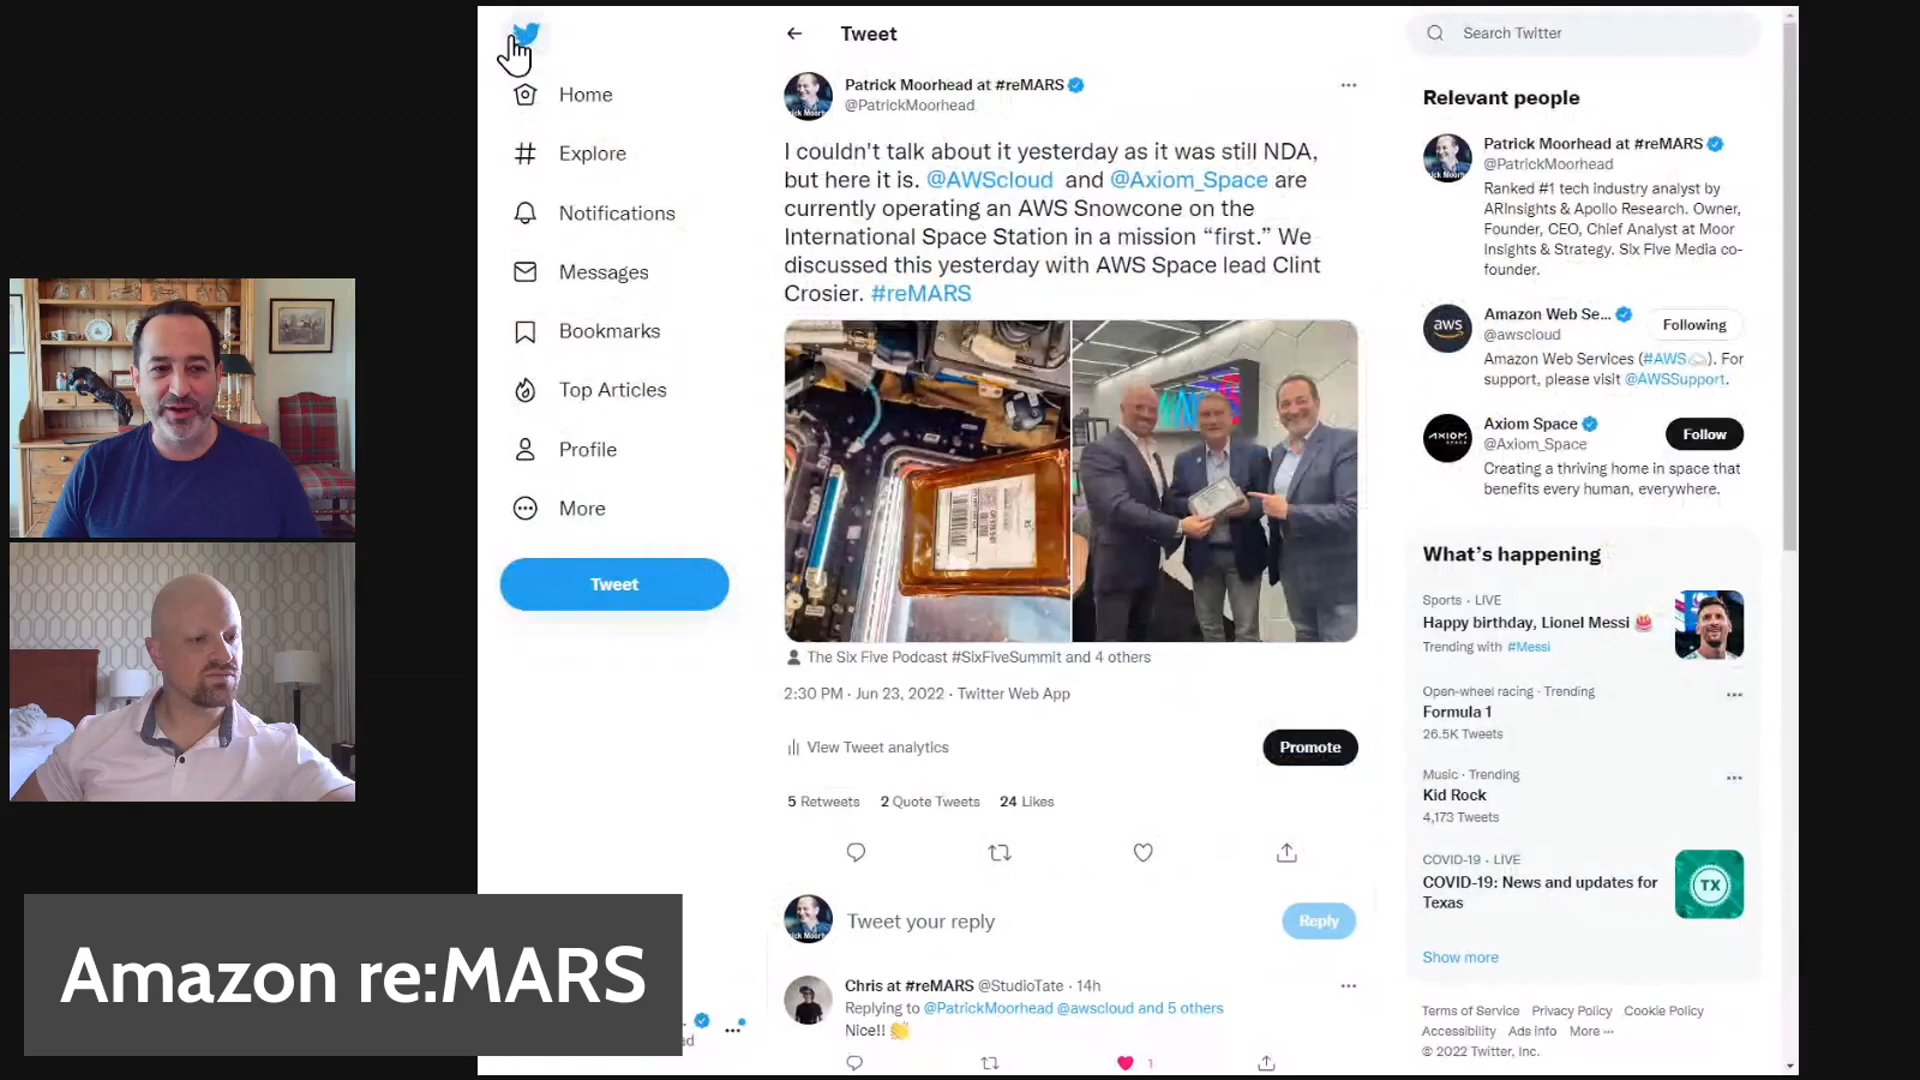 Home
Explore
Notifications
Messages
Bookmarks
Top Articles
Profile
More
Tweet
Tweet
Patrick Moorhead at #reMARS
@PatrickMoorhead
I couldn't talk about it yesterday as it was still NDA,
but here it is. @AWScloud and @Axiom_Space are
currently operating an AWS Snowcone on the
International Space Station in a mission “first.” We
discussed this yesterday with AWS Space lead Clint
Crosier. #reMARS
The Six Five Podcast #SixFiveSummit and 4 others
2:30 PM · Jun 23, 2022 · Twitter Web App
View Tweet analytics
Promote
5 Retweets 2 Quote Tweets 24 Likes
Tweet your reply
Reply
Chris at #reMARS @StudioTate · 14h
Replying to @PatrickMoorhead @awscloud and 5 others
Nice!! 👏
1
Search Twitter
Relevant people
Patrick Moorhead at #reMARS
@PatrickMoorhead
Ranked #1 tech industry analyst by
ARInsights & Apollo Research. Owner,
Founder, CEO, Chief Analyst at Moor
Insights & Strategy. Six Five Media co-
founder.
aws
Amazon Web Se...
@awscloud
Following
Amazon Web Services (#AWS). For
support, please visit @AWSSupport.
AXIOM
Axiom Space
@Axiom_Space
Follow
Creating a thriving home in space that
benefits every human, everywhere.
What's happening
Sports · LIVE
Happy birthday, Lionel Messi 🎂
Trending with #Messi
Open-wheel racing · Trending
Formula 1
26.5K Tweets
Music · Trending
Kid Rock
4,173 Tweets
COVID-19 · LIVE
COVID-19: News and updates for
Texas
TX
Show more
Terms of Service Privacy Policy Cookie Policy
Accessibility Ads info More ···
© 2022 Twitter, Inc.
Amazon re:MARS